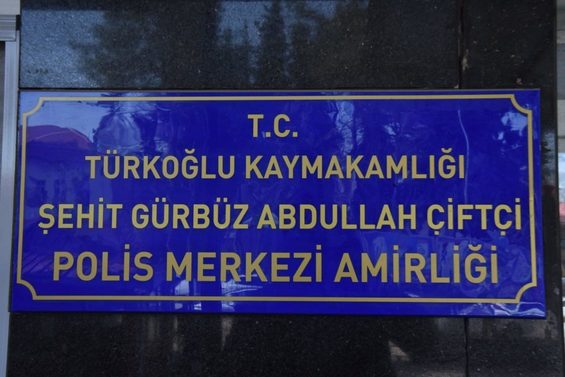 T.C.
TÜRKOĞLU KAYMAKAMLIĞI
ŞEHİT GÜRBÜZ ABDULLAH ÇİFTÇİ
POLİS MERKEZİ AMİRLİĞİ